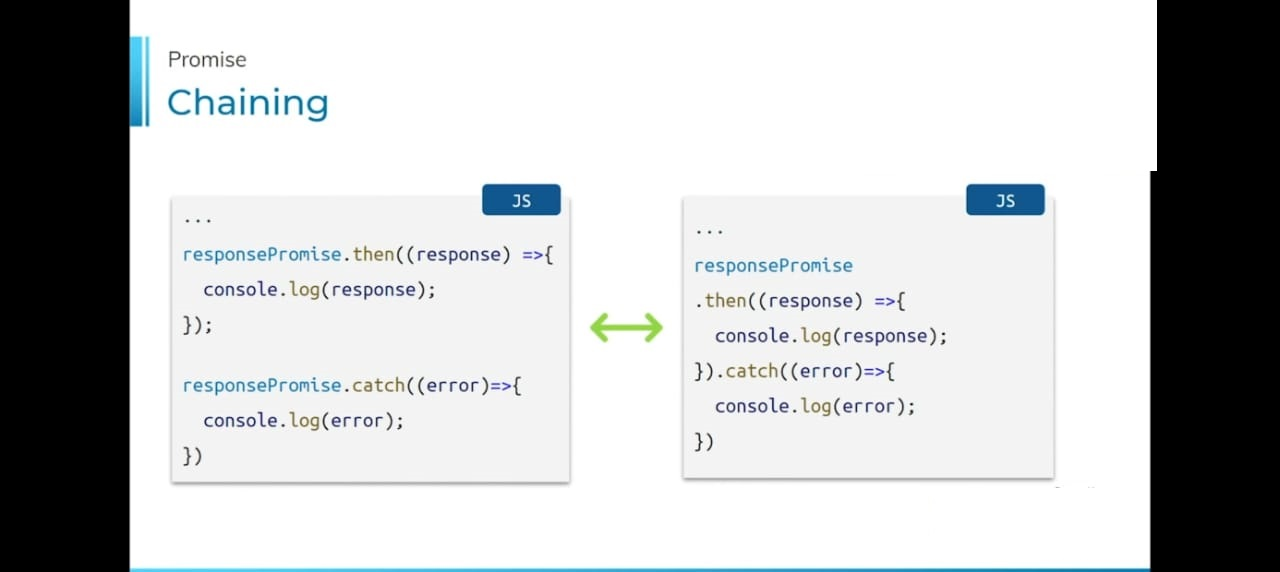 Promise
Chaining
JS
...
responsePromise.then((response) =>{
  console.log(response);
});
responsePromise.catch((error)=>{
  console.log(error);
})
JS
...
responsePromise
.then((response) =>{
  console.log(response);
}).catch((error)=>{
  console.log(error);
})